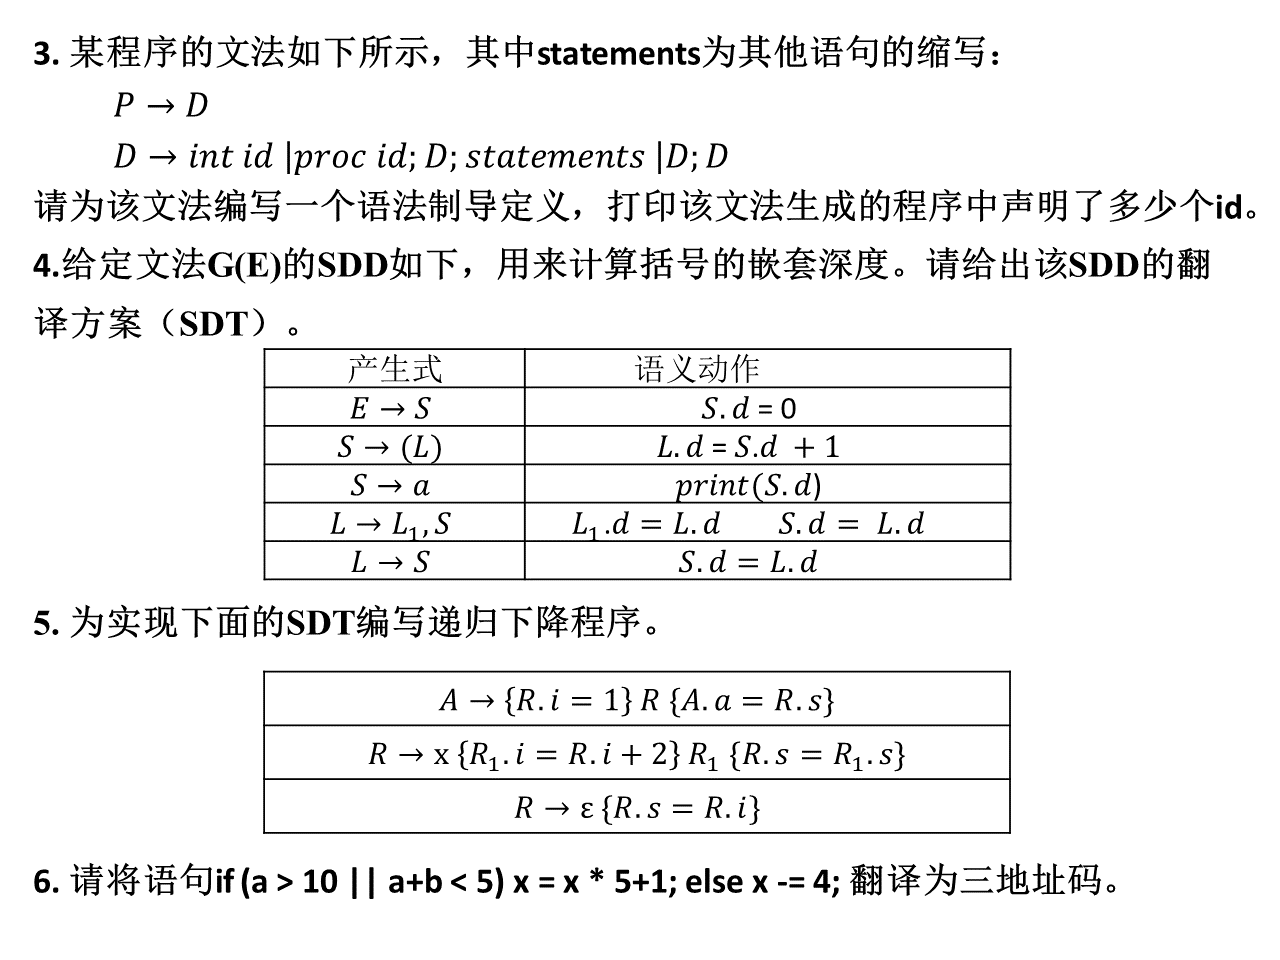 3. 某程序的文法如下所示，其中statements为其他语句的缩写：
P → D
D → int id |proc id; D; statements |D; D
请为该文法编写一个语法制导定义，打印该文法生成的程序中声明了多少个id。
4.给定文法G(E)的SDD如下，用来计算括号的嵌套深度。请给出该SDD的翻
译方案（SDT）。
产生式 语义动作
E → S S.d = 0
S → (L) L.d = S.d + 1
S → a print(S.d)
L → L₁,S L₁.d = L.d S.d = L.d
L → S S.d = L.d
5. 为实现下面的SDT编写递归下降程序。
A → {R.i = 1} R {A.a = R.s}
R → x {R₁.i = R.i + 2} R₁ {R.s = R₁.s}
R → ε {R.s = R.i}
6. 请将语句if (a > 10 || a+b < 5) x = x * 5+1; else x -= 4; 翻译为三地址码。